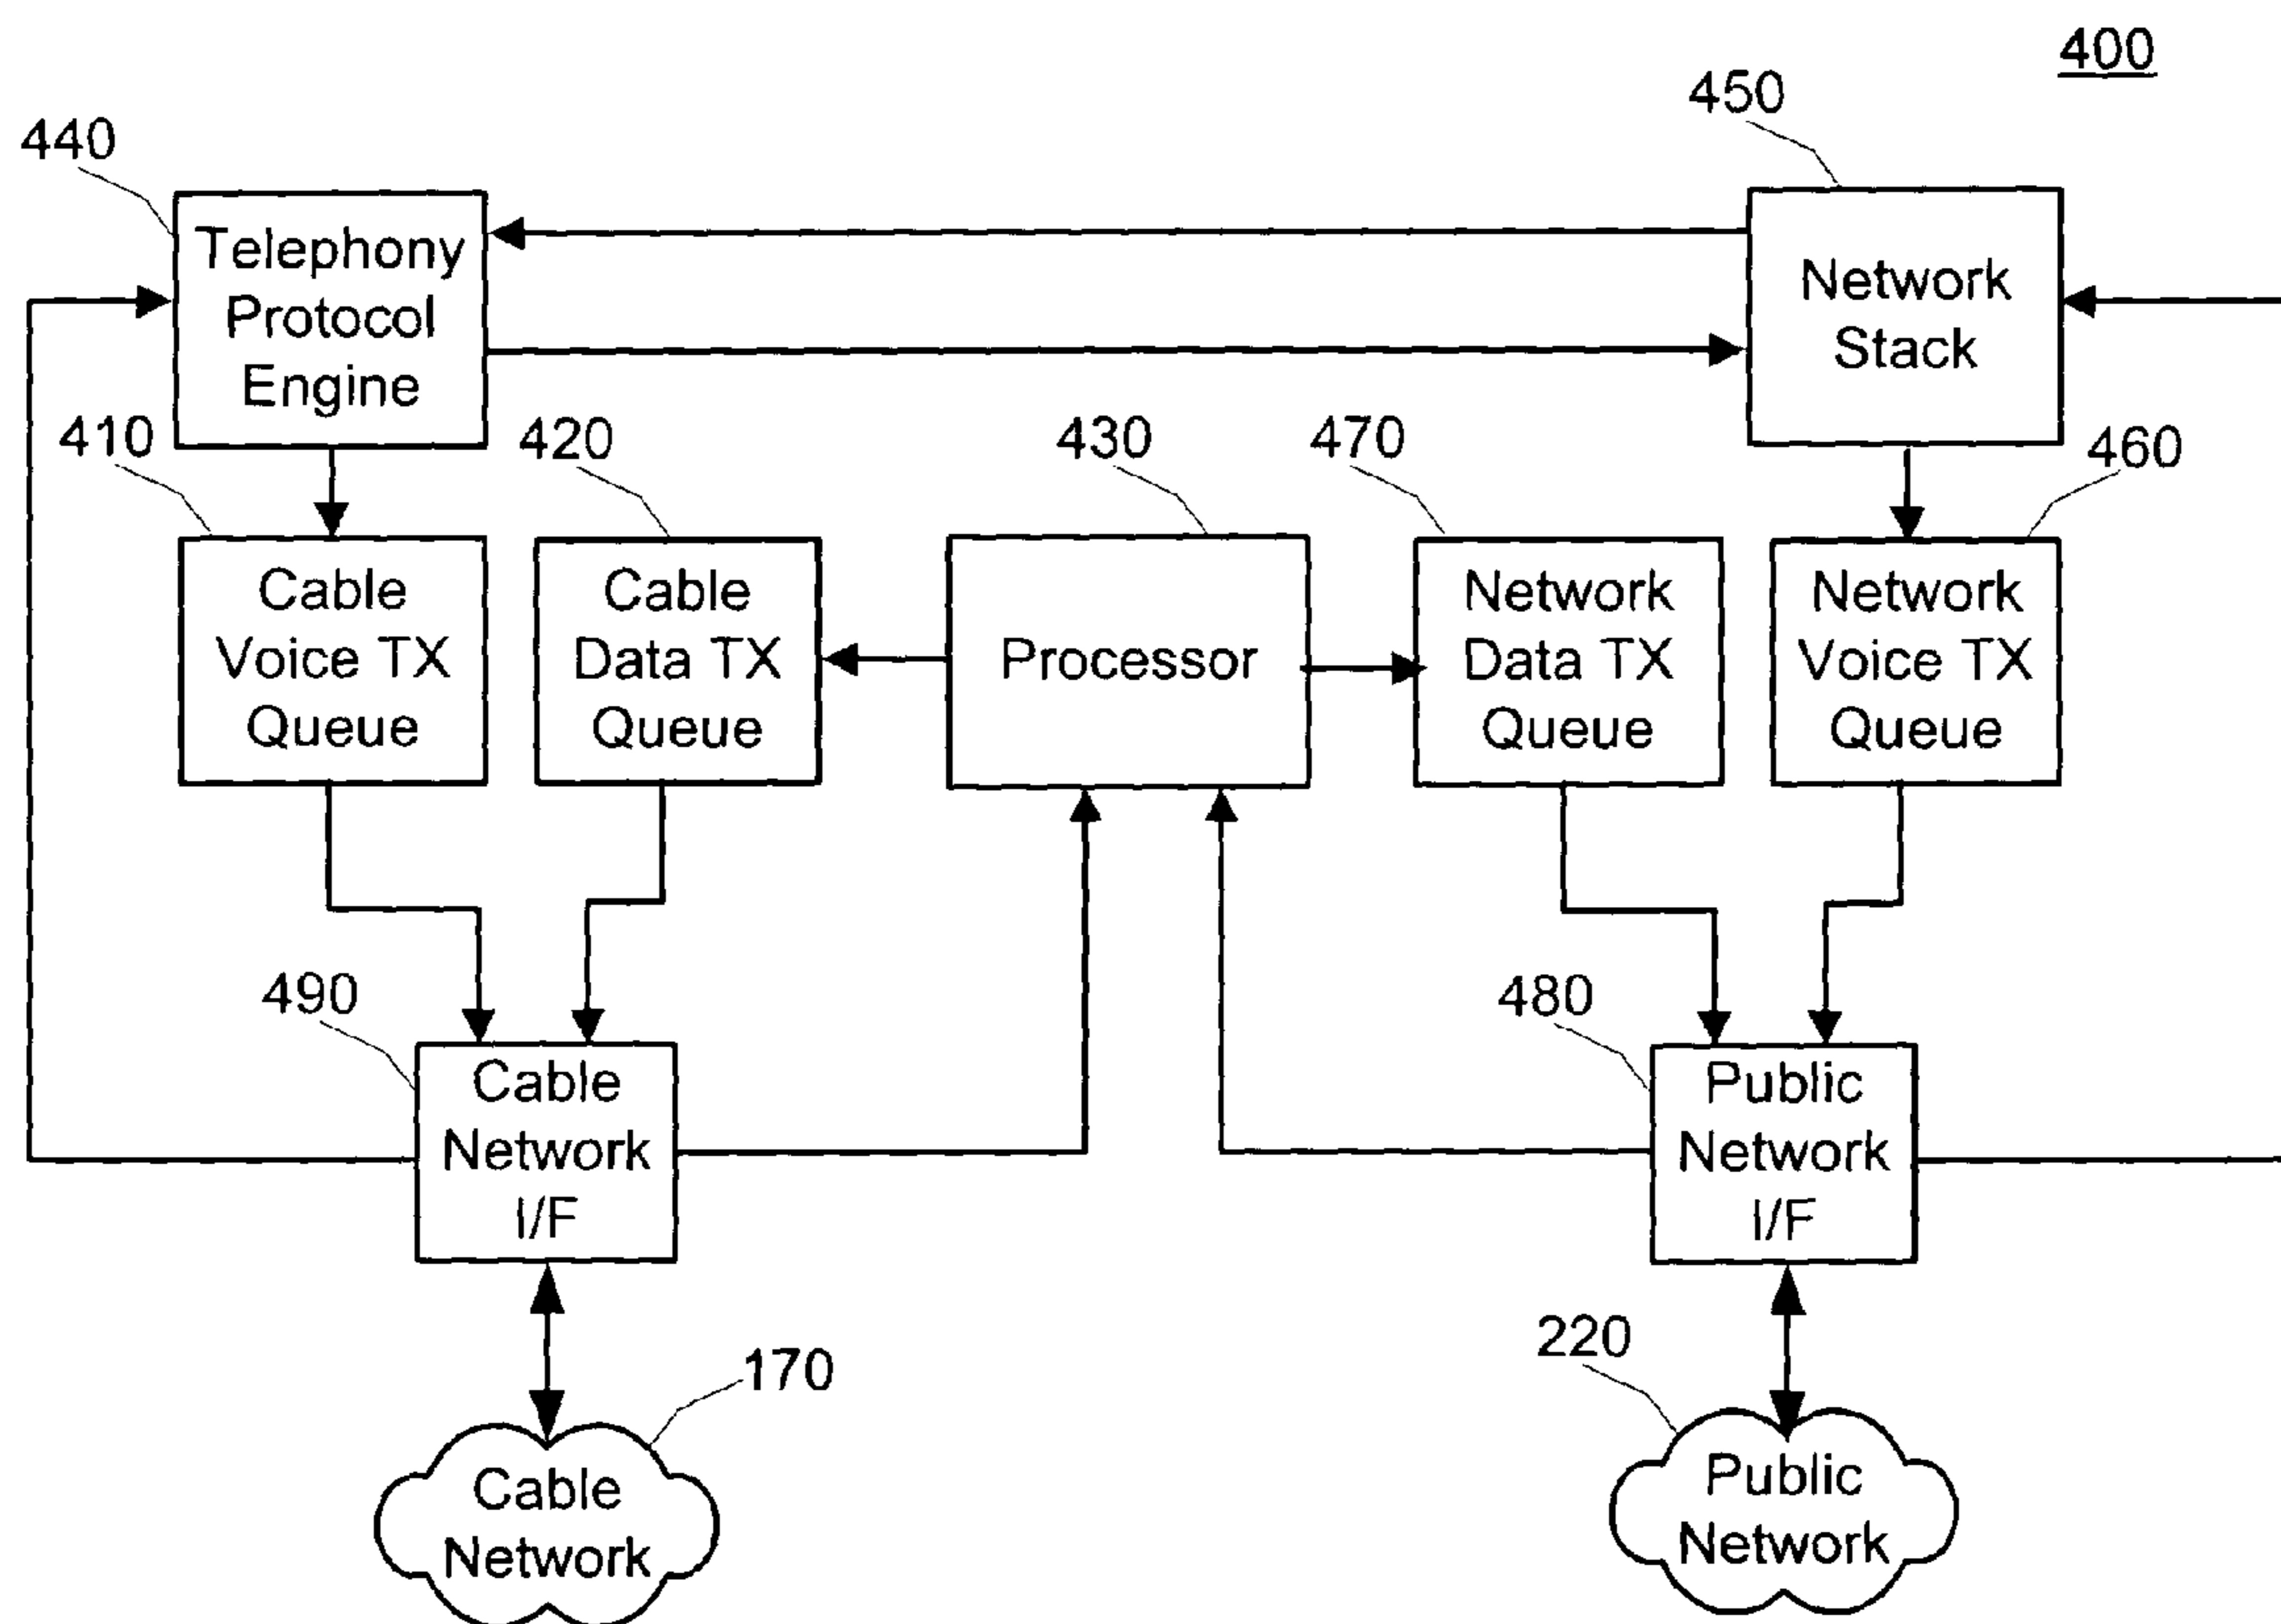 400
450
440
Telephony
Protocol
Engine
Network
Stack
410
420
430
470
460
Cable
Voice TX
Queue
Cable
Data TX
Queue
Processor
Network
Data TX
Queue
Network
Voice TX
Queue
490
480
Cable
Network
I/F
Public
Network
I/F
170
220
Cable
Network
Public
Network